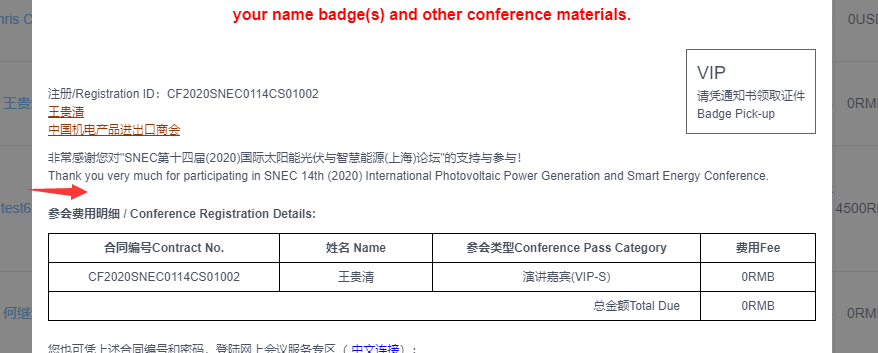 your name badge(s) and other conference materials.
hris C
0USD
VIP
请凭通知书领取证件
Badge Pick-up
注册/Registration ID：CF2020SNEC0114CS01002
王贵清
中国机电产品进出口商会
王贵
0RMB
非常感谢您对"SNEC第十四届(2020)国际太阳能光伏与智慧能源(上海)论坛"的支持与参与!
Thank you very much for participating in SNEC 14th (2020) International Photovoltaic Power Generation and Smart Energy Conference.
test6
4500R
参会费用明细 / Conference Registration Details:
合同编号Contract No. 姓名 Name 参会类型Conference Pass Category 费用Fee
CF2020SNEC0114CS01002 王贵清 演讲嘉宾(VIP-S) 0RMB
总金额Total Due 0RMB
何继
0RMB
您也可凭上述合同编号和密码，登陆网上会议服务专区（ 中文连接）: